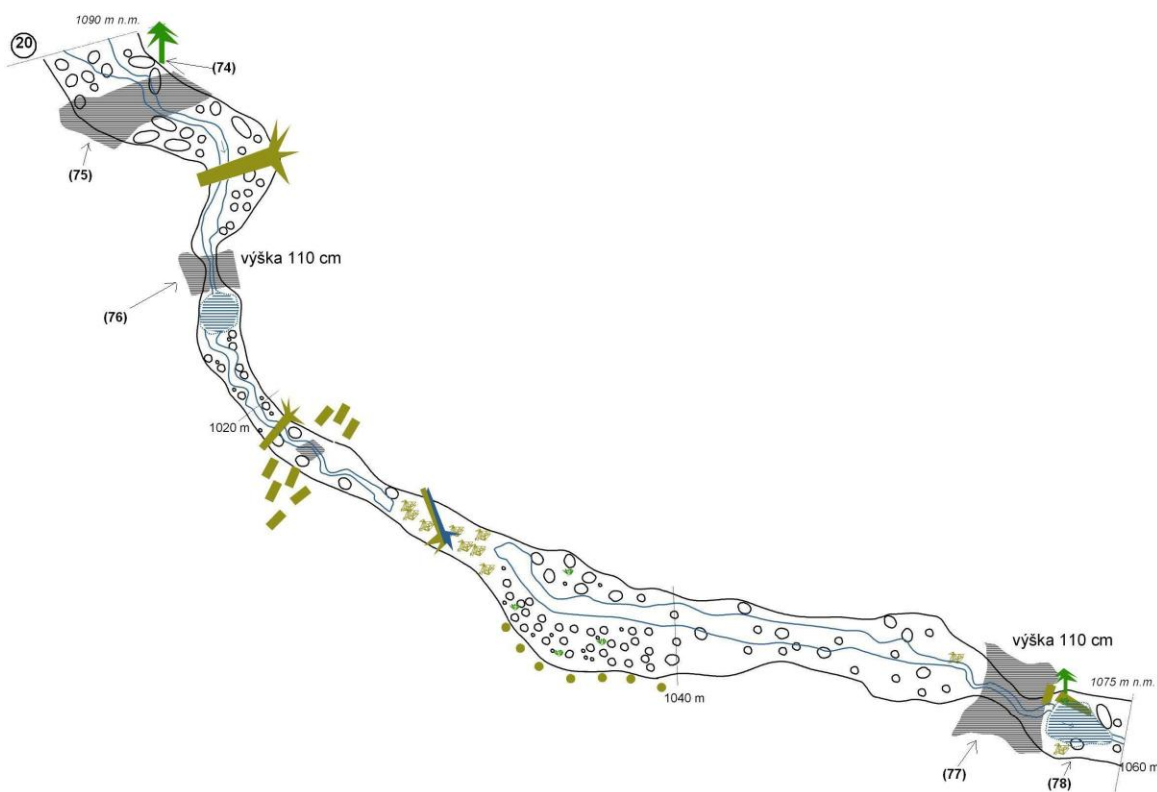 1090 m n.m.
20
(74)
(75)
výška 110 cm
(76)
1020 m
výška 110 cm
1075 m n.m.
1040 m
(77)
(78)
1060 m